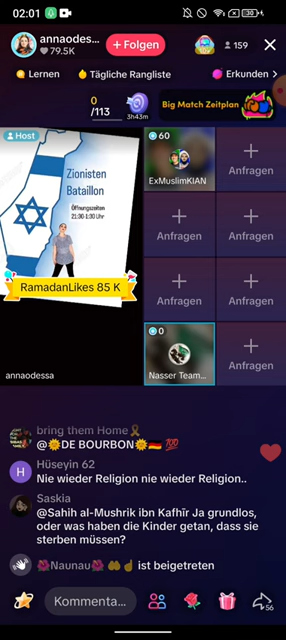 02:01
annaodes...
79.5K
+ Folgen
159
Lernen
Tägliche Rangliste
Erkunden
0
/113
3h43m
Big Match Zeitplan
Host
Zionisten
Bataillon
Öffnungszeiten
21:00-1:30 Uhr
RamadanLikes 85 K
annaodessa
60
ExMuslimKIAN
Anfragen
Anfragen
Anfragen
Anfragen
Anfragen
0
Nasser Team...
Anfragen
bring them Home🎗️
@🌞DE BOURBON🌞🇩🇪 💯
H
Hüseyin 62
Nie wieder Religion nie wieder Religion..
Saskia
@Sahih al-Mushrik ibn Kafhīr Ja grundlos,
oder was haben die Kinder getan, dass sie
sterben müssen?
🌺Naunau🌺 🤲☝️ ist beigetreten
Kommenta...
56